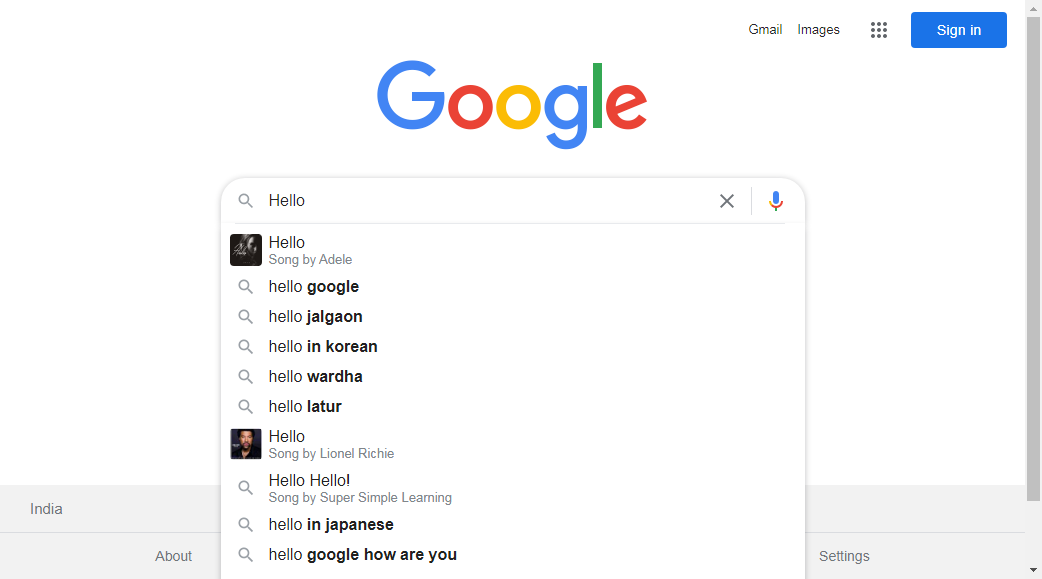 Gmail Images Sign in
Google
Hello
Hello
Song by Adele
hello google
hello jalgaon
hello in korean
hello wardha
hello latur
Hello
Song by Lionel Richie
Hello Hello!
Song by Super Simple Learning
India
hello in japanese
About
hello google how are you
Settings